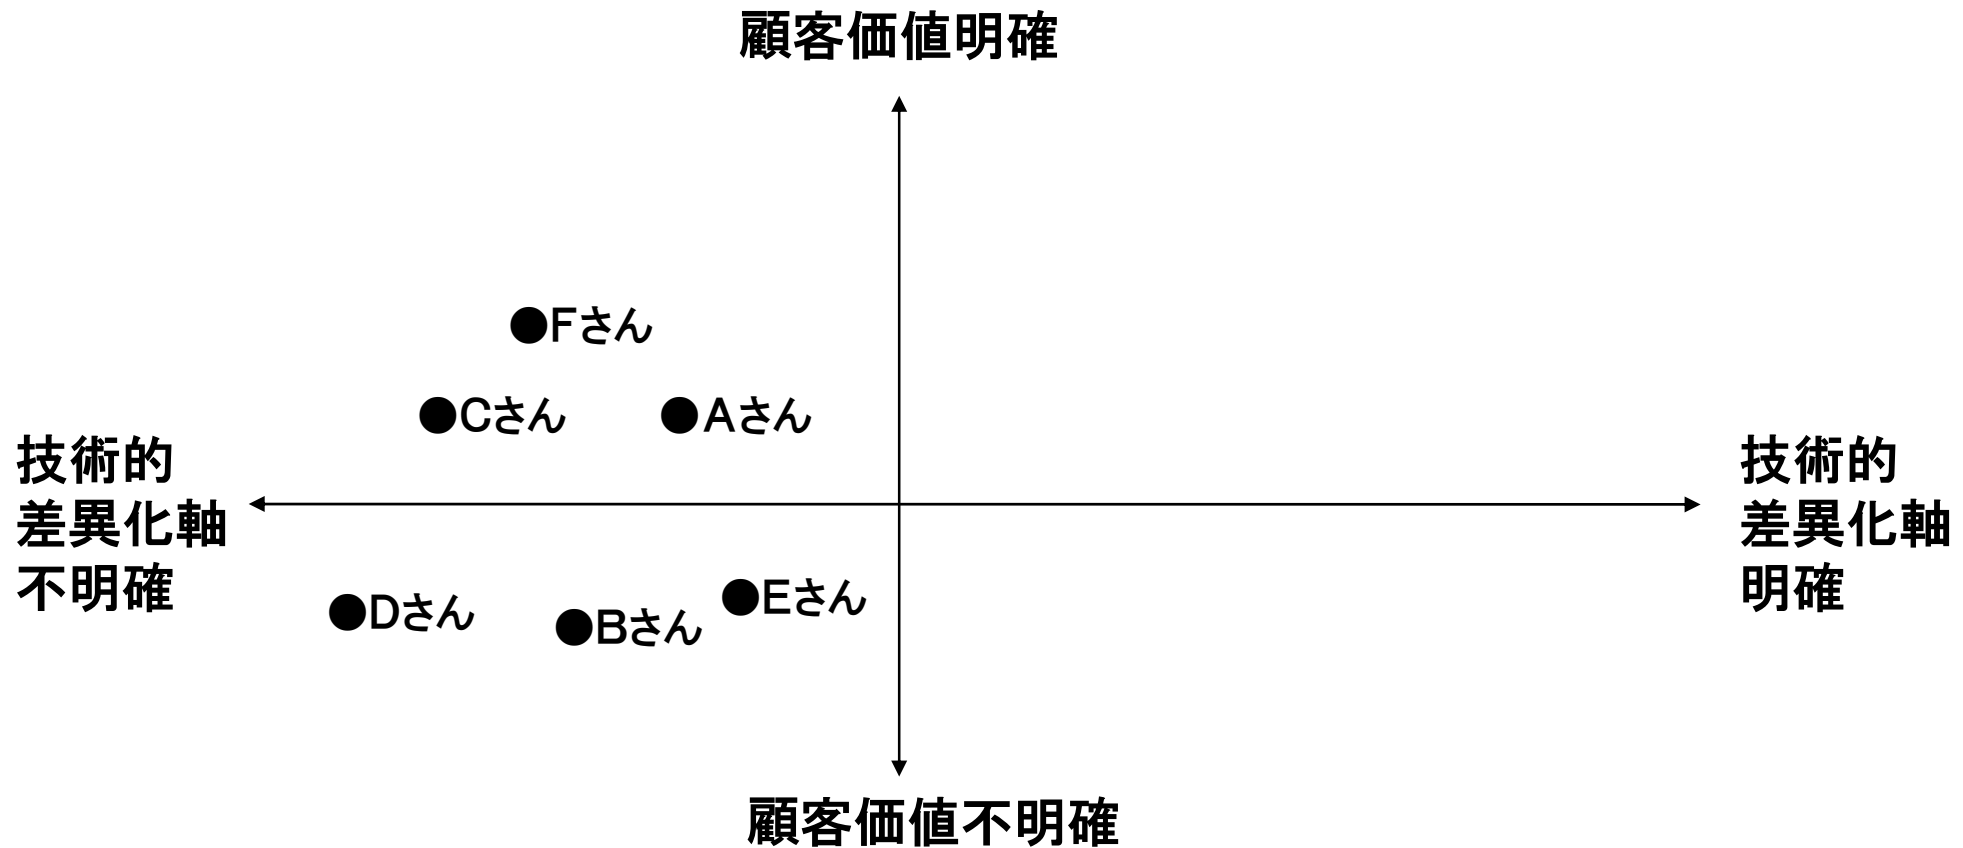 顧客価値明確
●Fさん
●Cさん
●Aさん
技術的
差異化軸
不明確
技術的
差異化軸
明確
●Dさん
●Bさん
●Eさん
顧客価値不明確